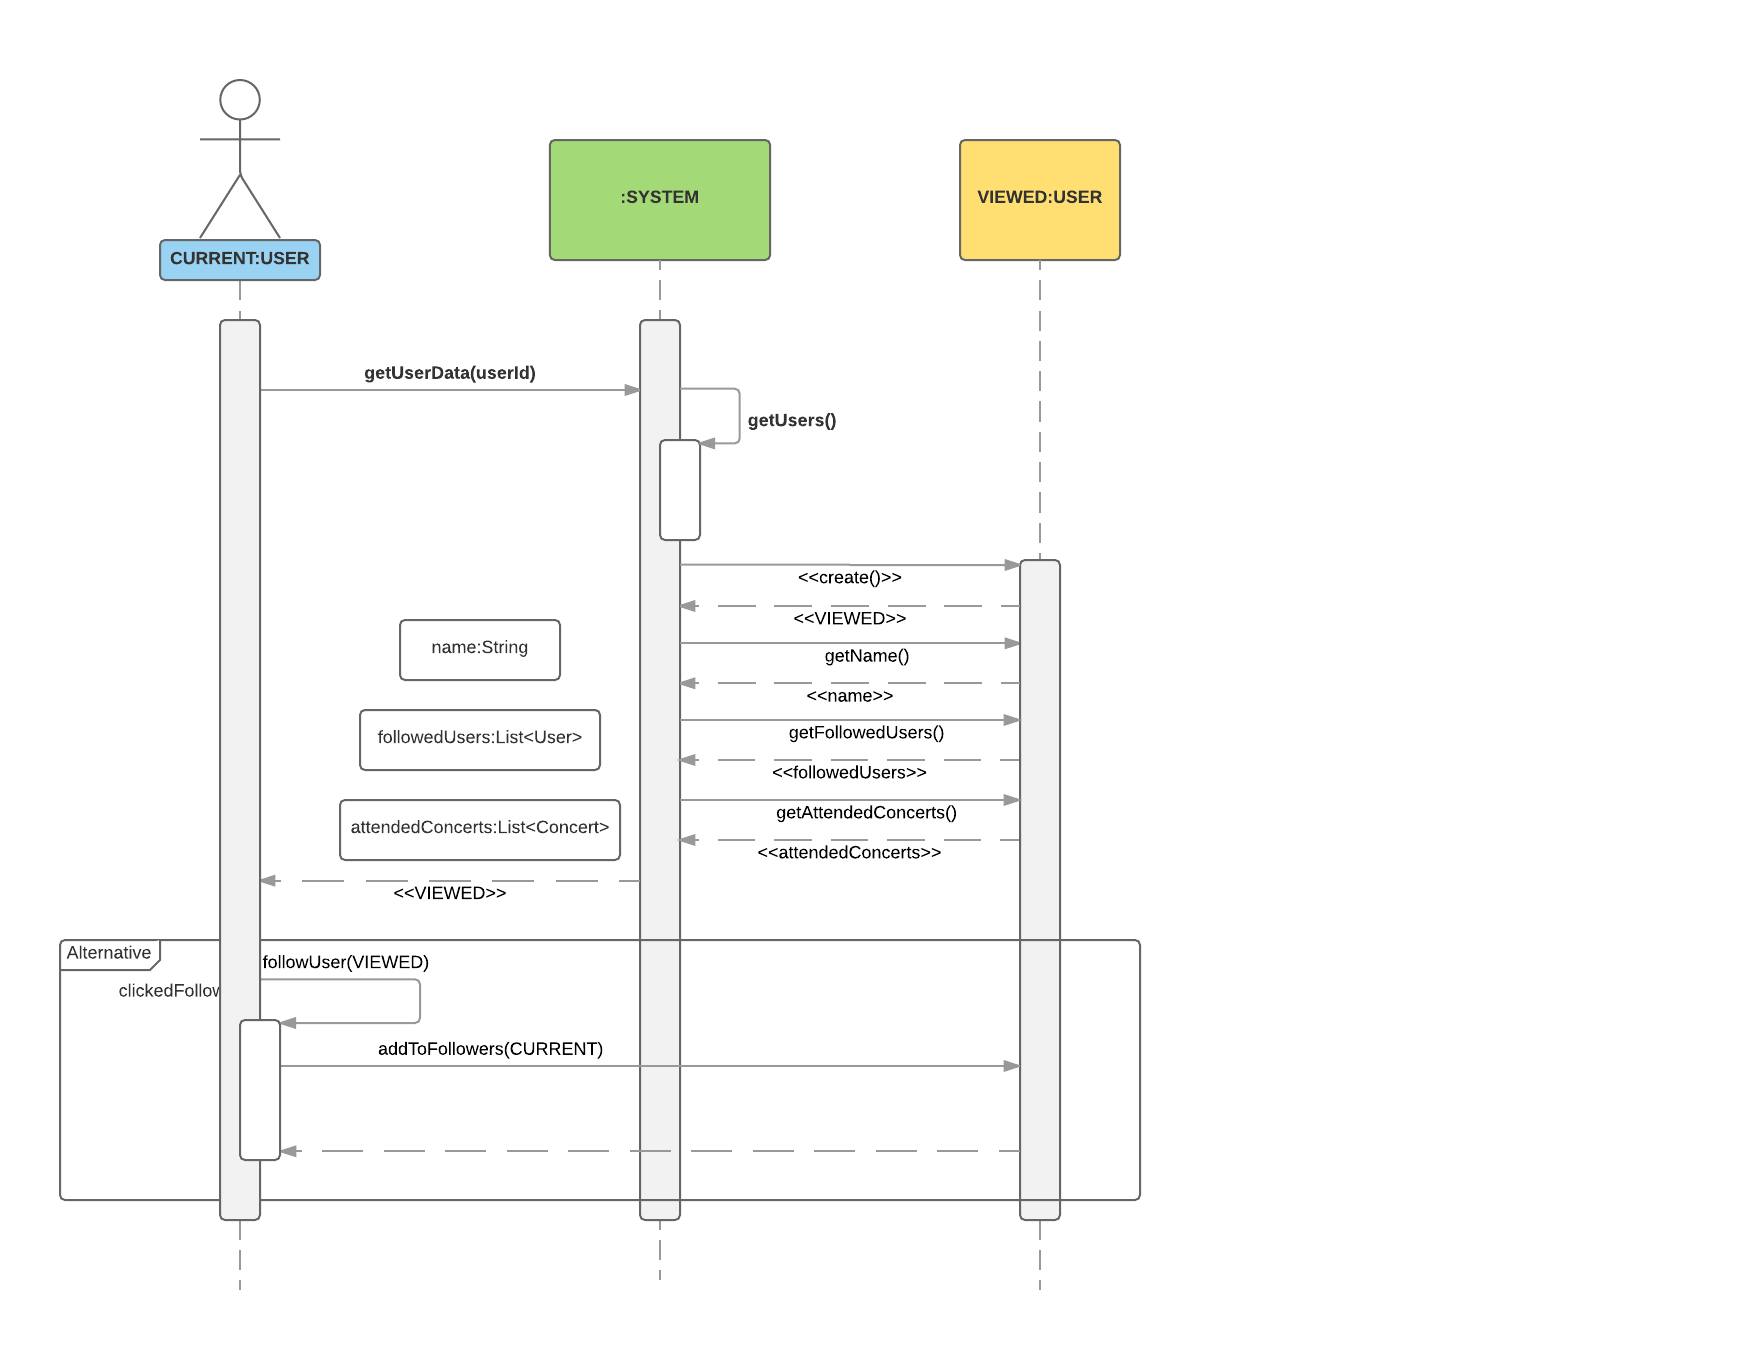 CURRENT:USER
:SYSTEM
VIEWED:USER
getUserData(userId)
getUsers()
<<create()>>
<<VIEWED>>
name:String
getName()
<<name>>
followedUsers:List<User>
getFollowedUsers()
<<followedUsers>>
attendedConcerts:List<Concert>
getAttendedConcerts()
<<attendedConcerts>>
<<VIEWED>>
Alternative
followUser(VIEWED)
clickedFollow
addToFollowers(CURRENT)